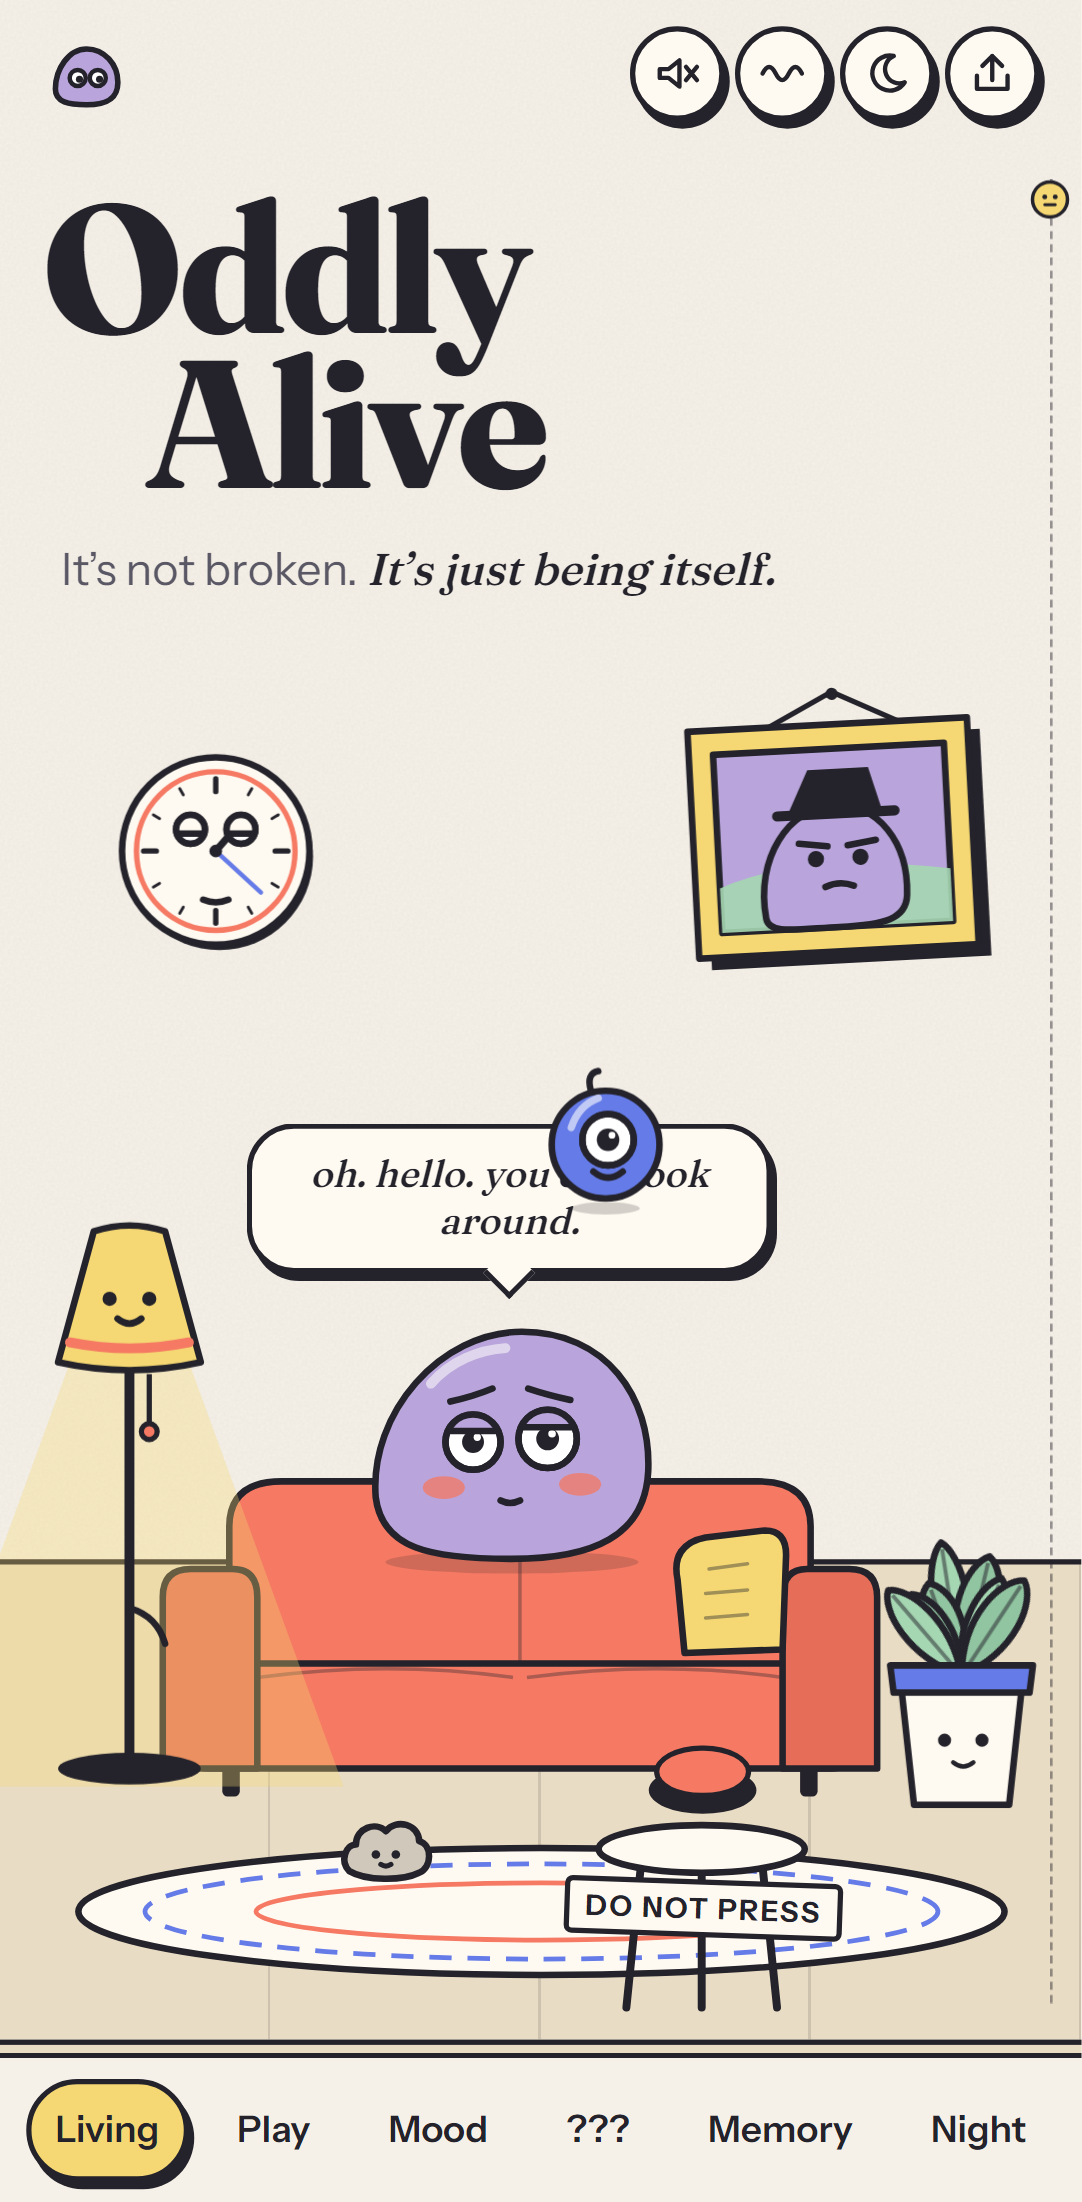 Oddly
Alive
It's not broken. It's just being itself.
oh. hello. you ook
around.
DO NOT PRESS
Living Play Mood ??? Memory Night